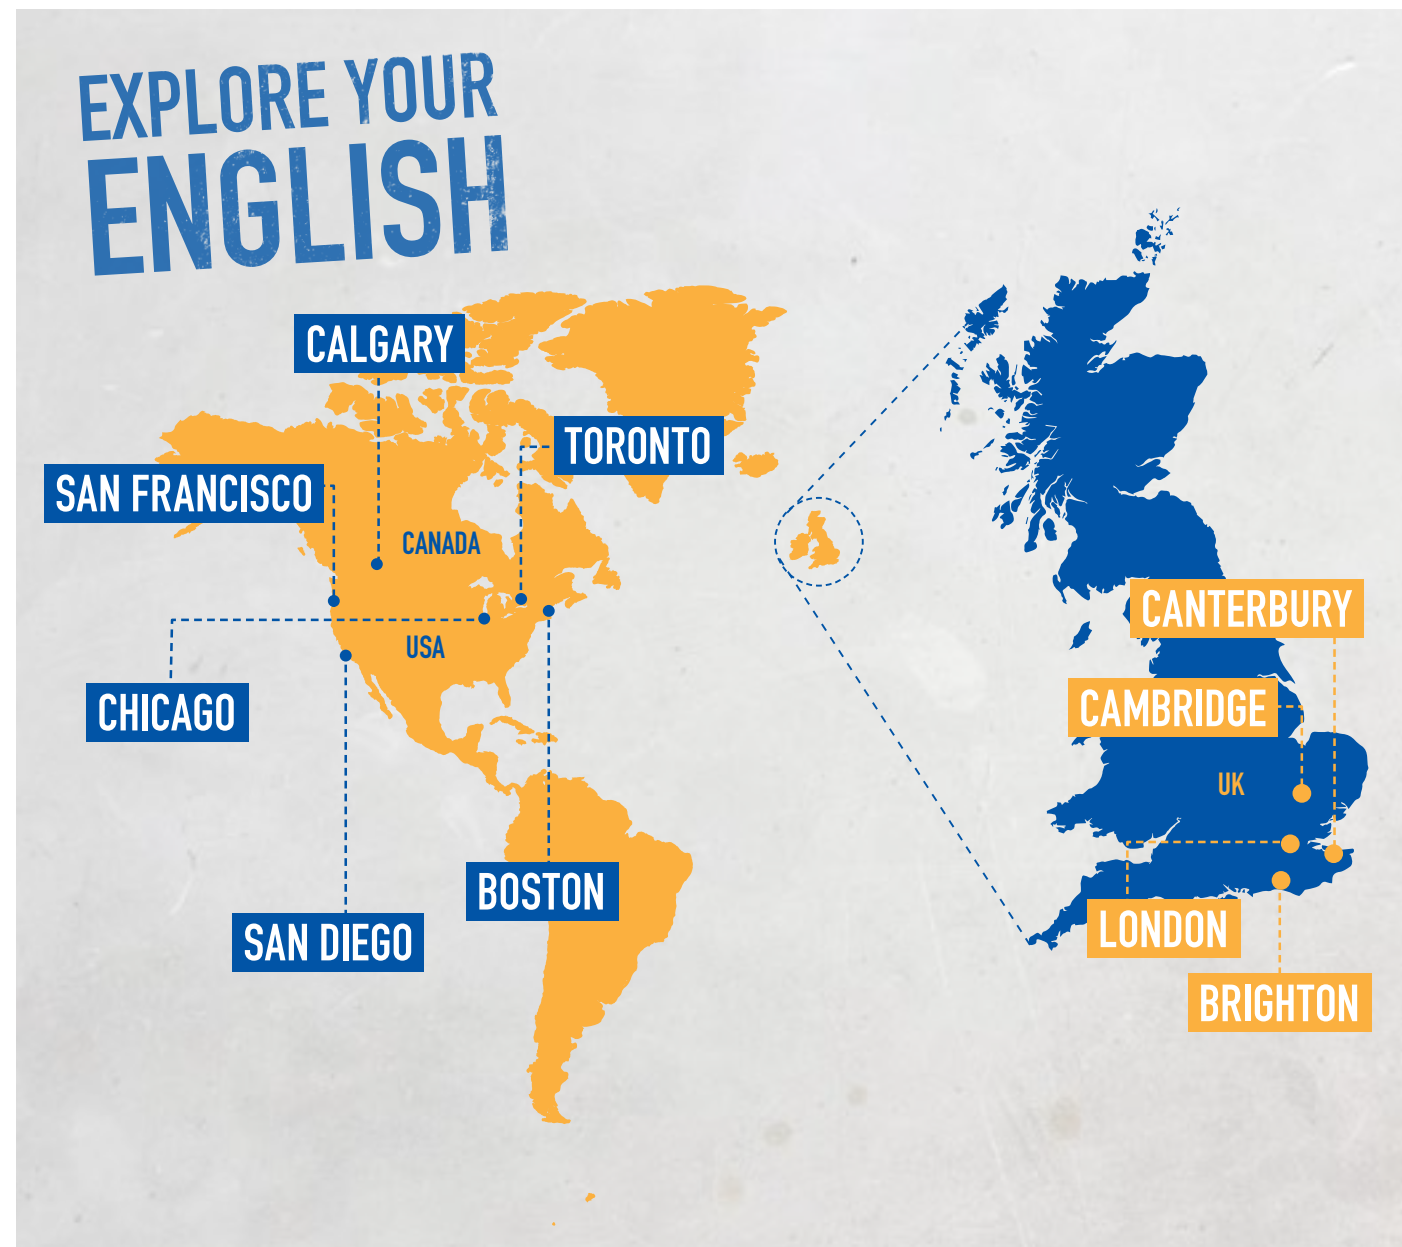 EXPLORE YOUR
ENGLISH
CALGARY
TORONTO
SAN FRANCISCO
CANADA
USA
CHICAGO
BOSTON
SAN DIEGO
CANTERBURY
CAMBRIDGE
UK
LONDON
BRIGHTON